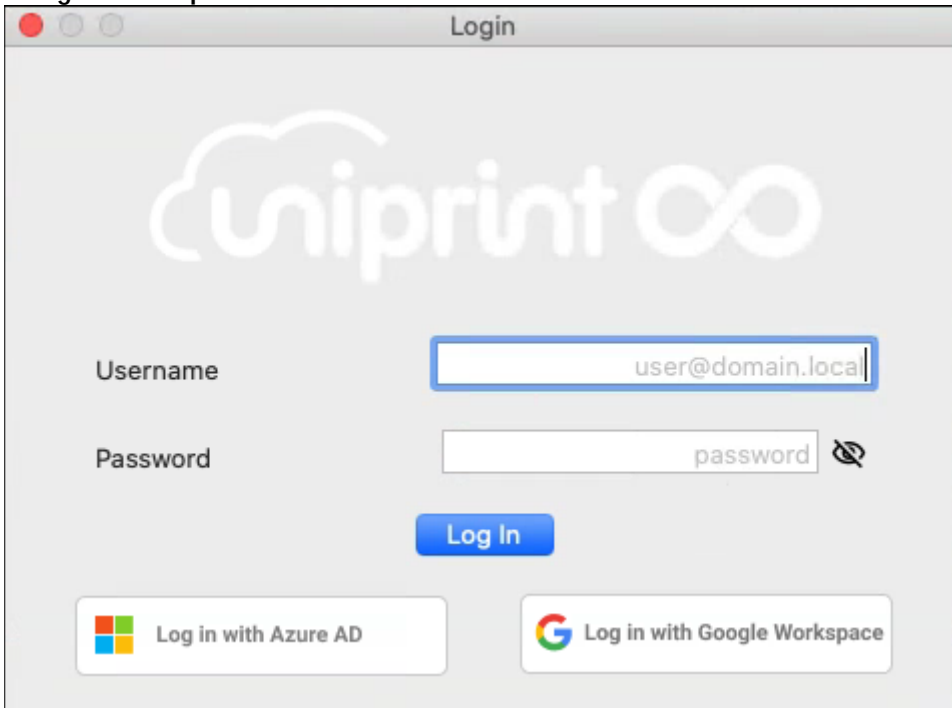 Login
uniprint
Username
user@domain.local
Password
password
Log In
Log in with Azure AD
Log in with Google Workspace